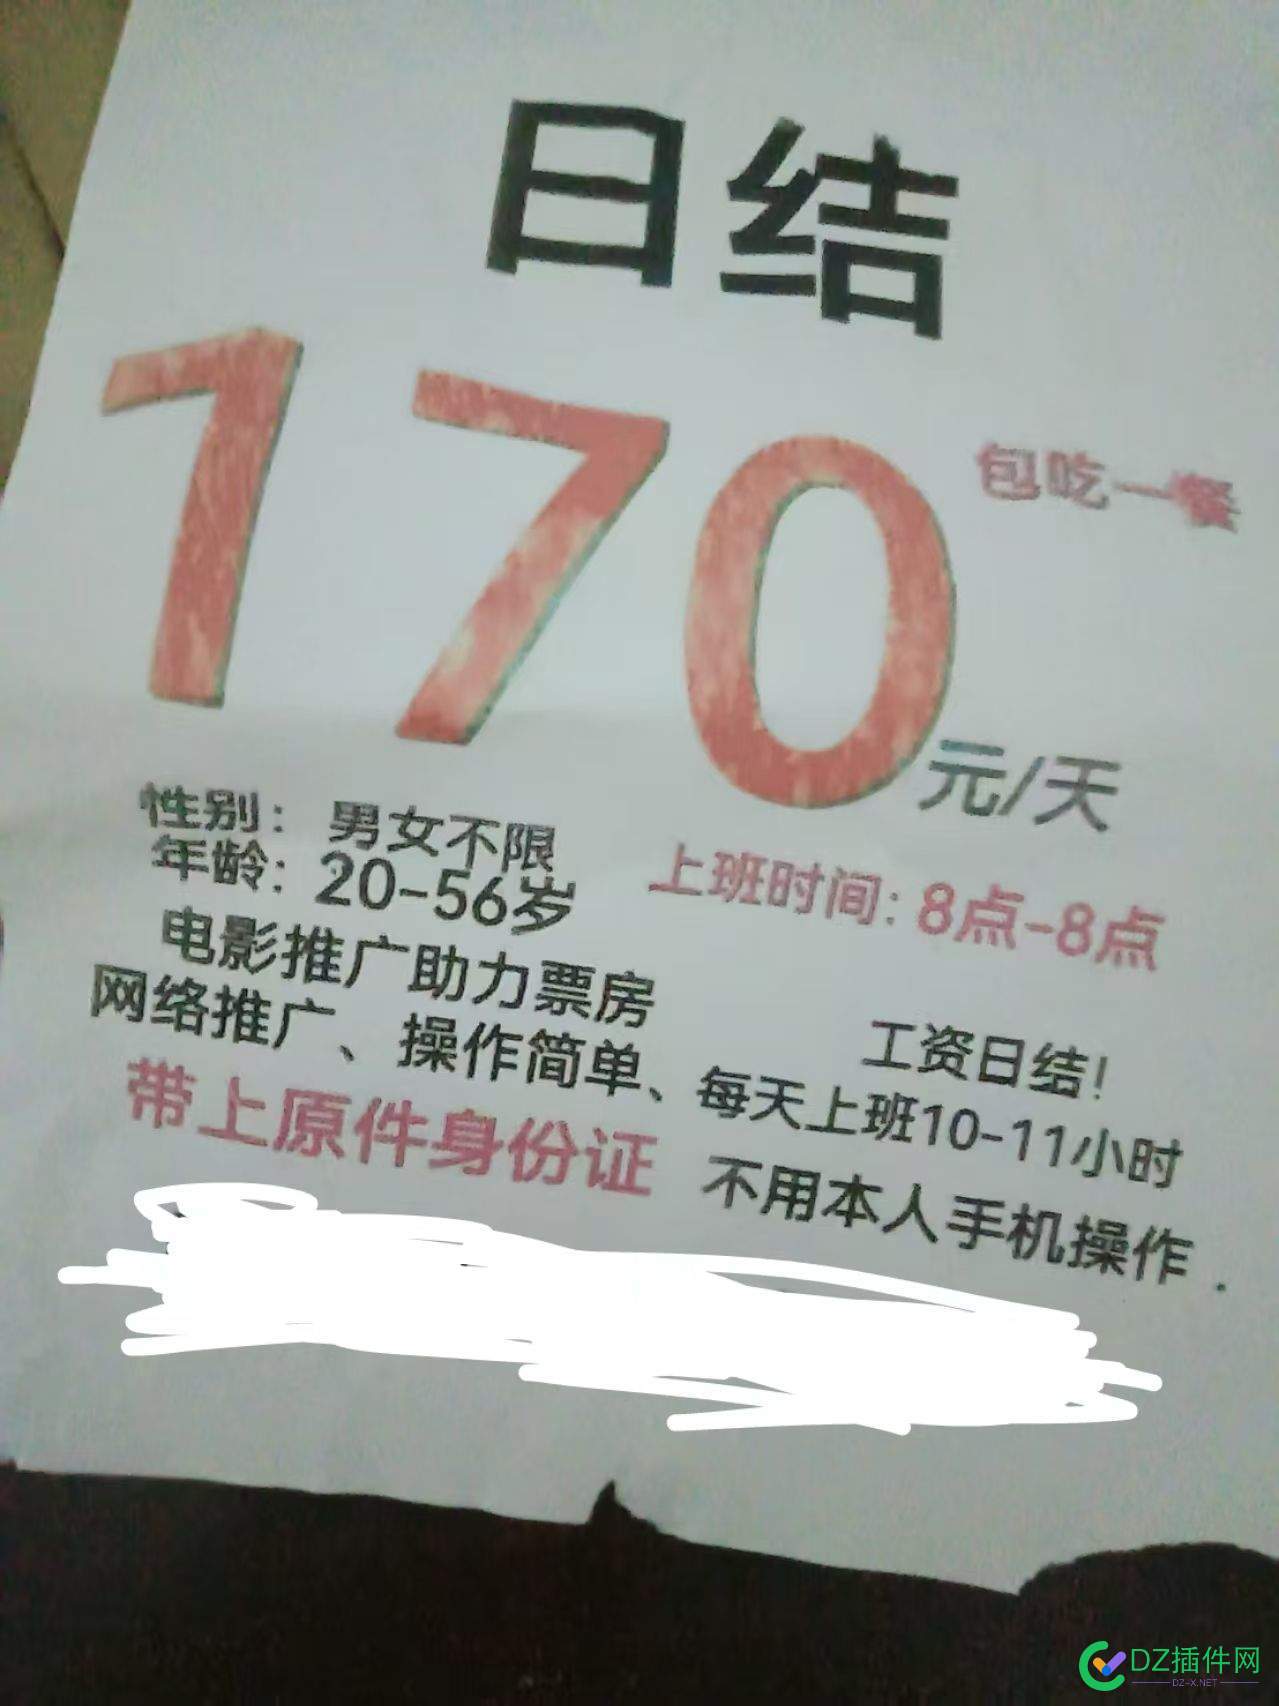 日结
170元/天
包吃一餐
性别：男女不限
年龄：20-56岁
上班时间：8点-8点
电影推广助力票房
工资日结！
网络推广、操作简单、每天上班10-11小时
带上原件身份证
不用本人手机操作.
DZ插件网
DZ-X.NET